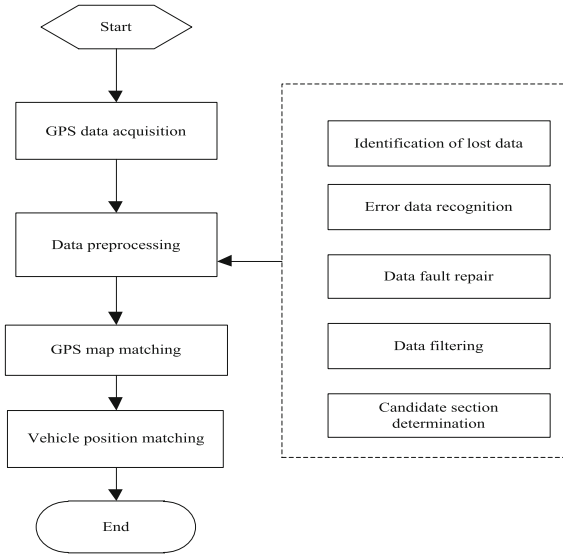 Start
GPS data acquisition
Data preprocessing
GPS map matching
Vehicle position matching
End
Identification of lost data
Error data recognition
Data fault repair
Data filtering
Candidate section
determination